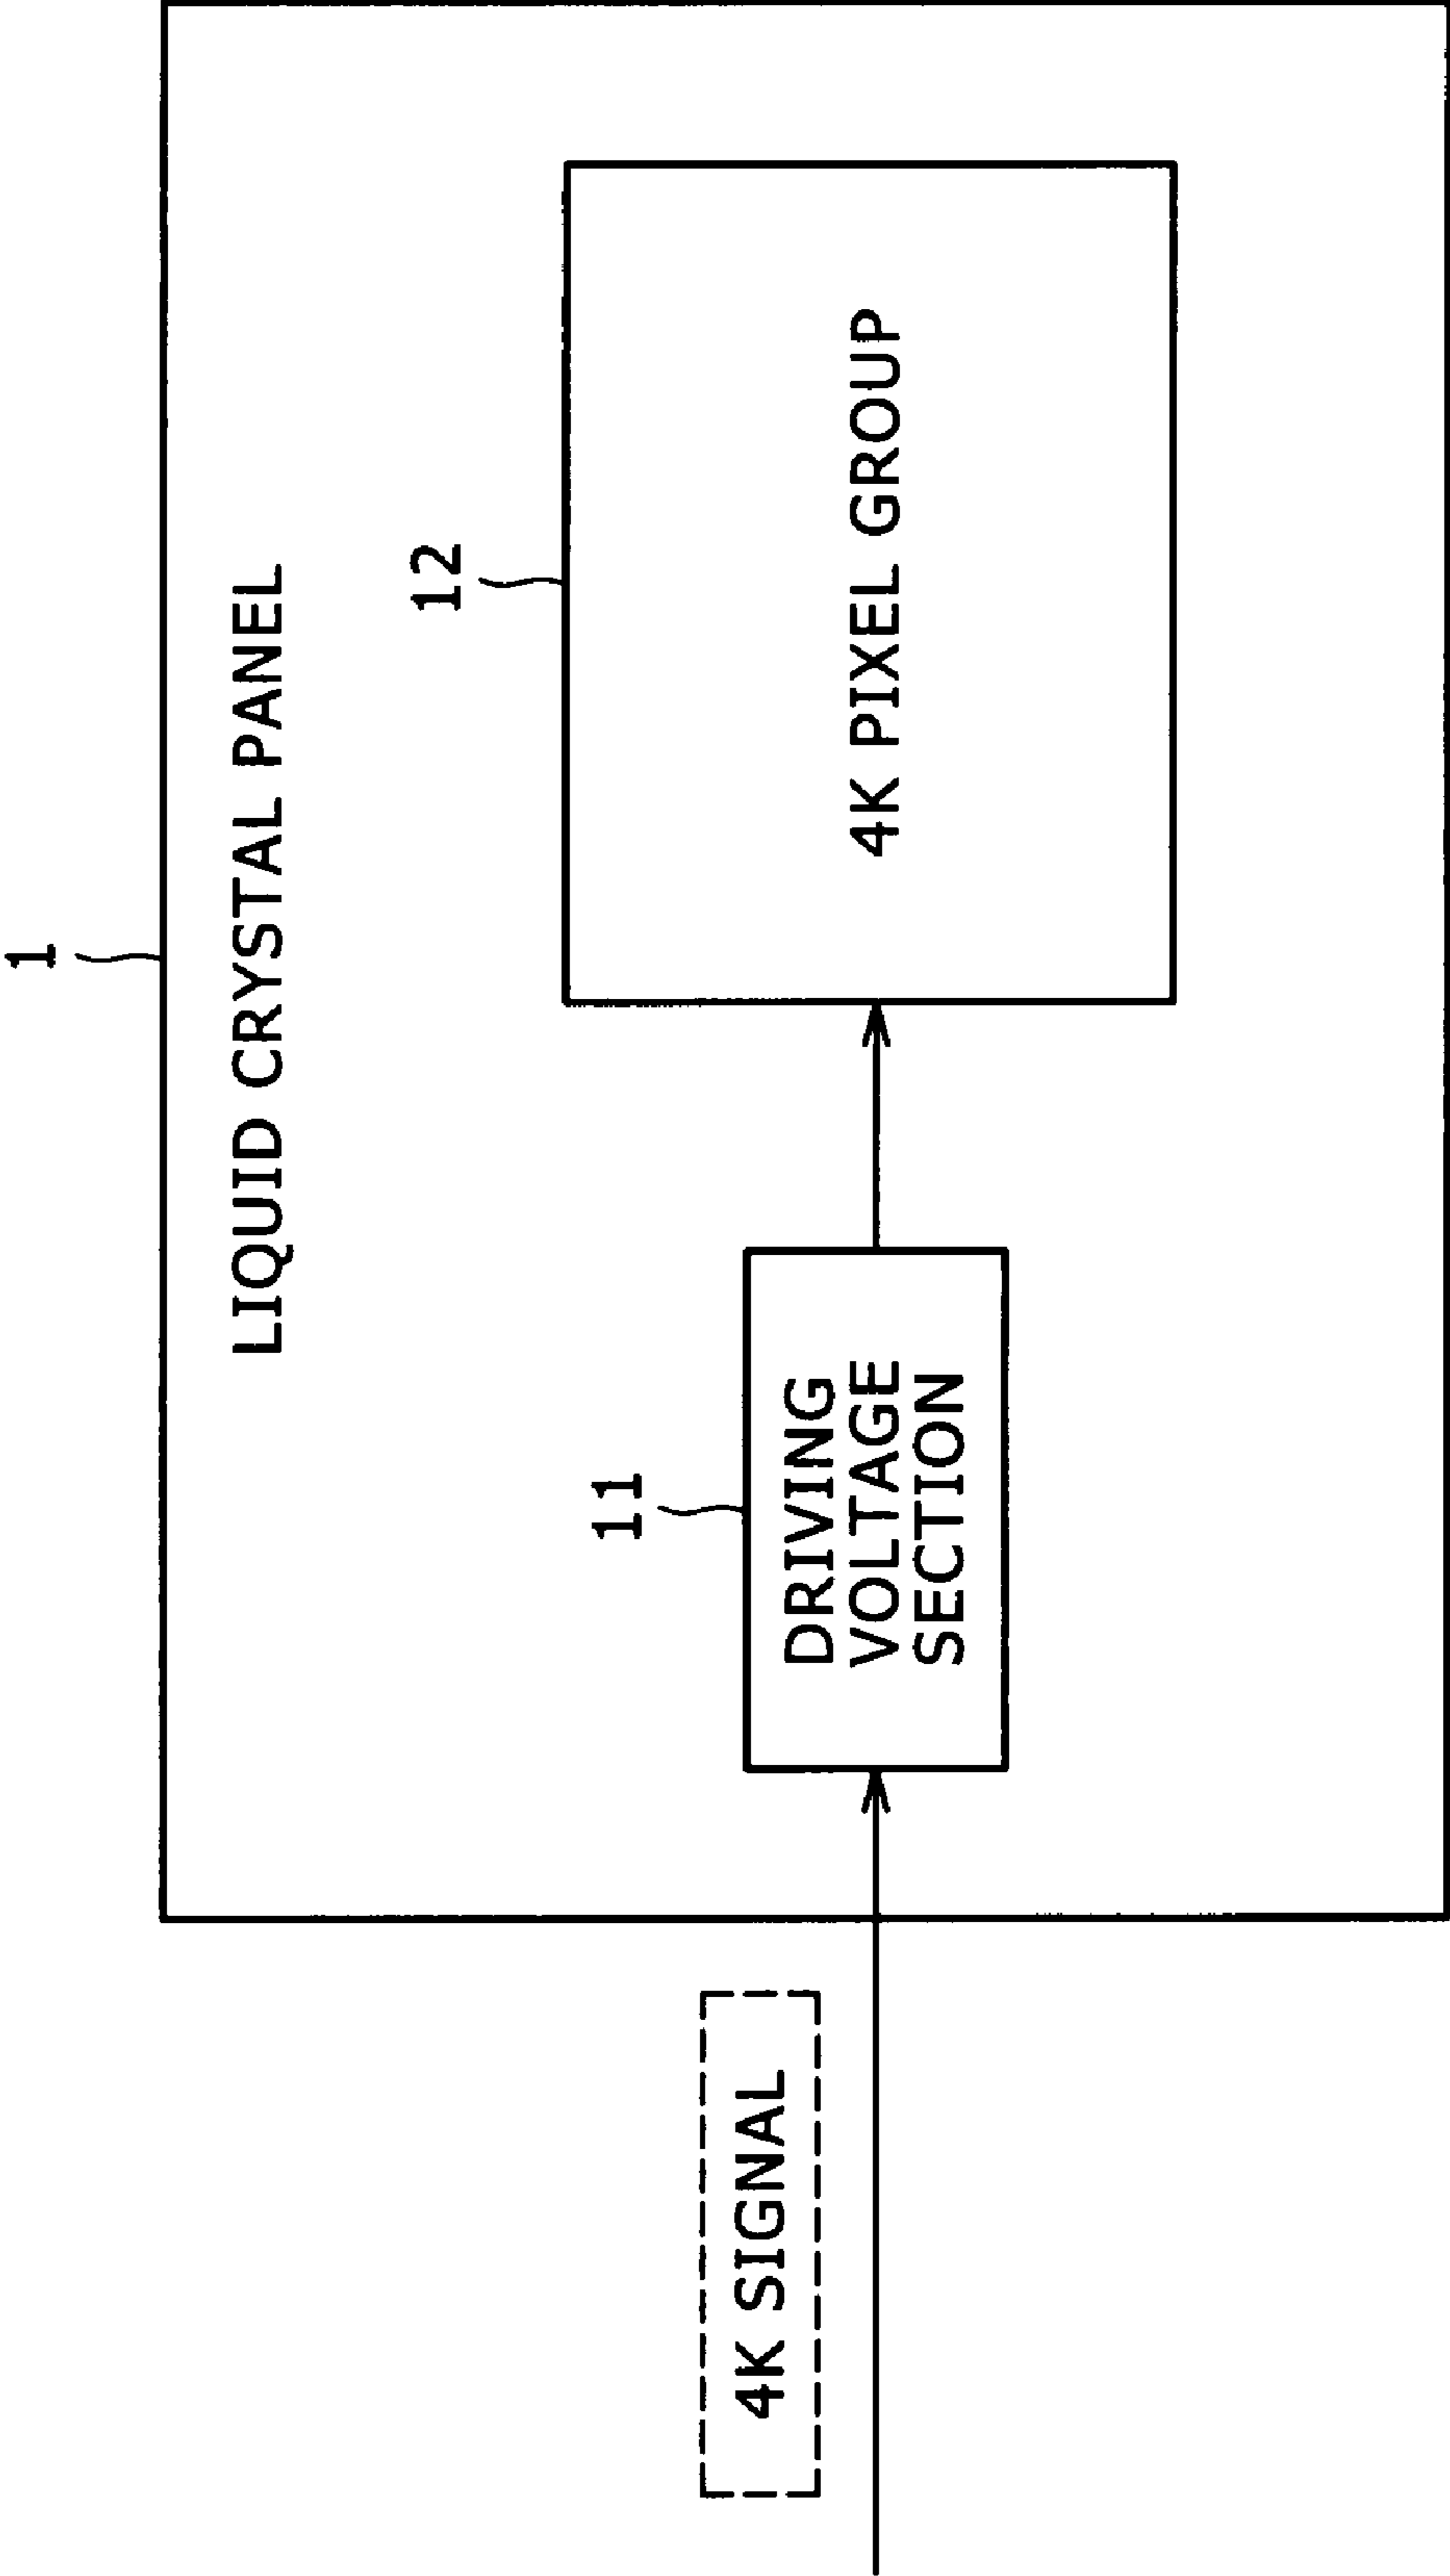 1
LIQUID CRYSTAL PANEL
12
11
4K SIGNAL
DRIVING
VOLTAGE
SECTION
4K PIXEL GROUP